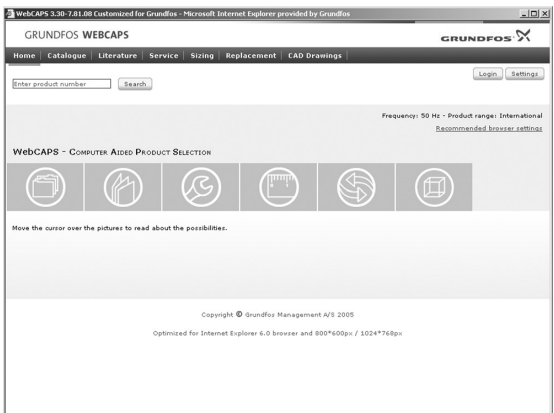 WebCAPS 3.30-7.81.08 Customized for Grundfos - Microsoft Internet Explorer provided by Grundfos
GRUNDFOS WEBCAPS
GRUNDFOS
Home | Catalogue | Literature | Service | Sizing | Replacement | CAD Drawings
Login Settings
Enter product number Search
Frequency: 50 Hz - Product range: International
Recommended browser settings
WebCAPS - Computer Aided Product Selection
Move the cursor over the pictures to read about the possibilities.
Copyright © Grundfos Management A/S 2005
Optimised for Internet Explorer 6.0 browser and 800*600px / 1024*768px